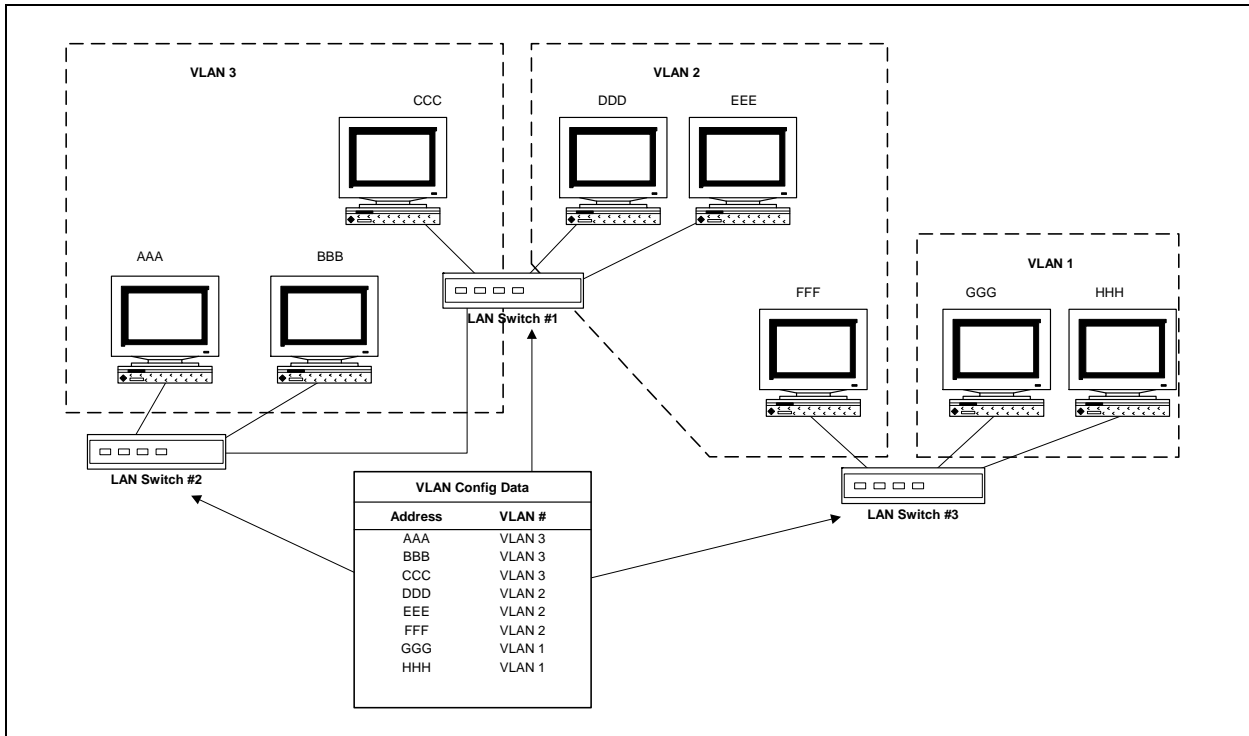 VLAN 3
VLAN 2
CCC
DDD
EEE
AAA
BBB
VLAN 1
FFF
GGG
HHH
LAN Switch #1
LAN Switch #2
LAN Switch #3
VLAN Config Data
Address VLAN #
AAA VLAN 3
BBB VLAN 3
CCC VLAN 3
DDD VLAN 2
EEE VLAN 2
FFF VLAN 2
GGG VLAN 1
HHH VLAN 1